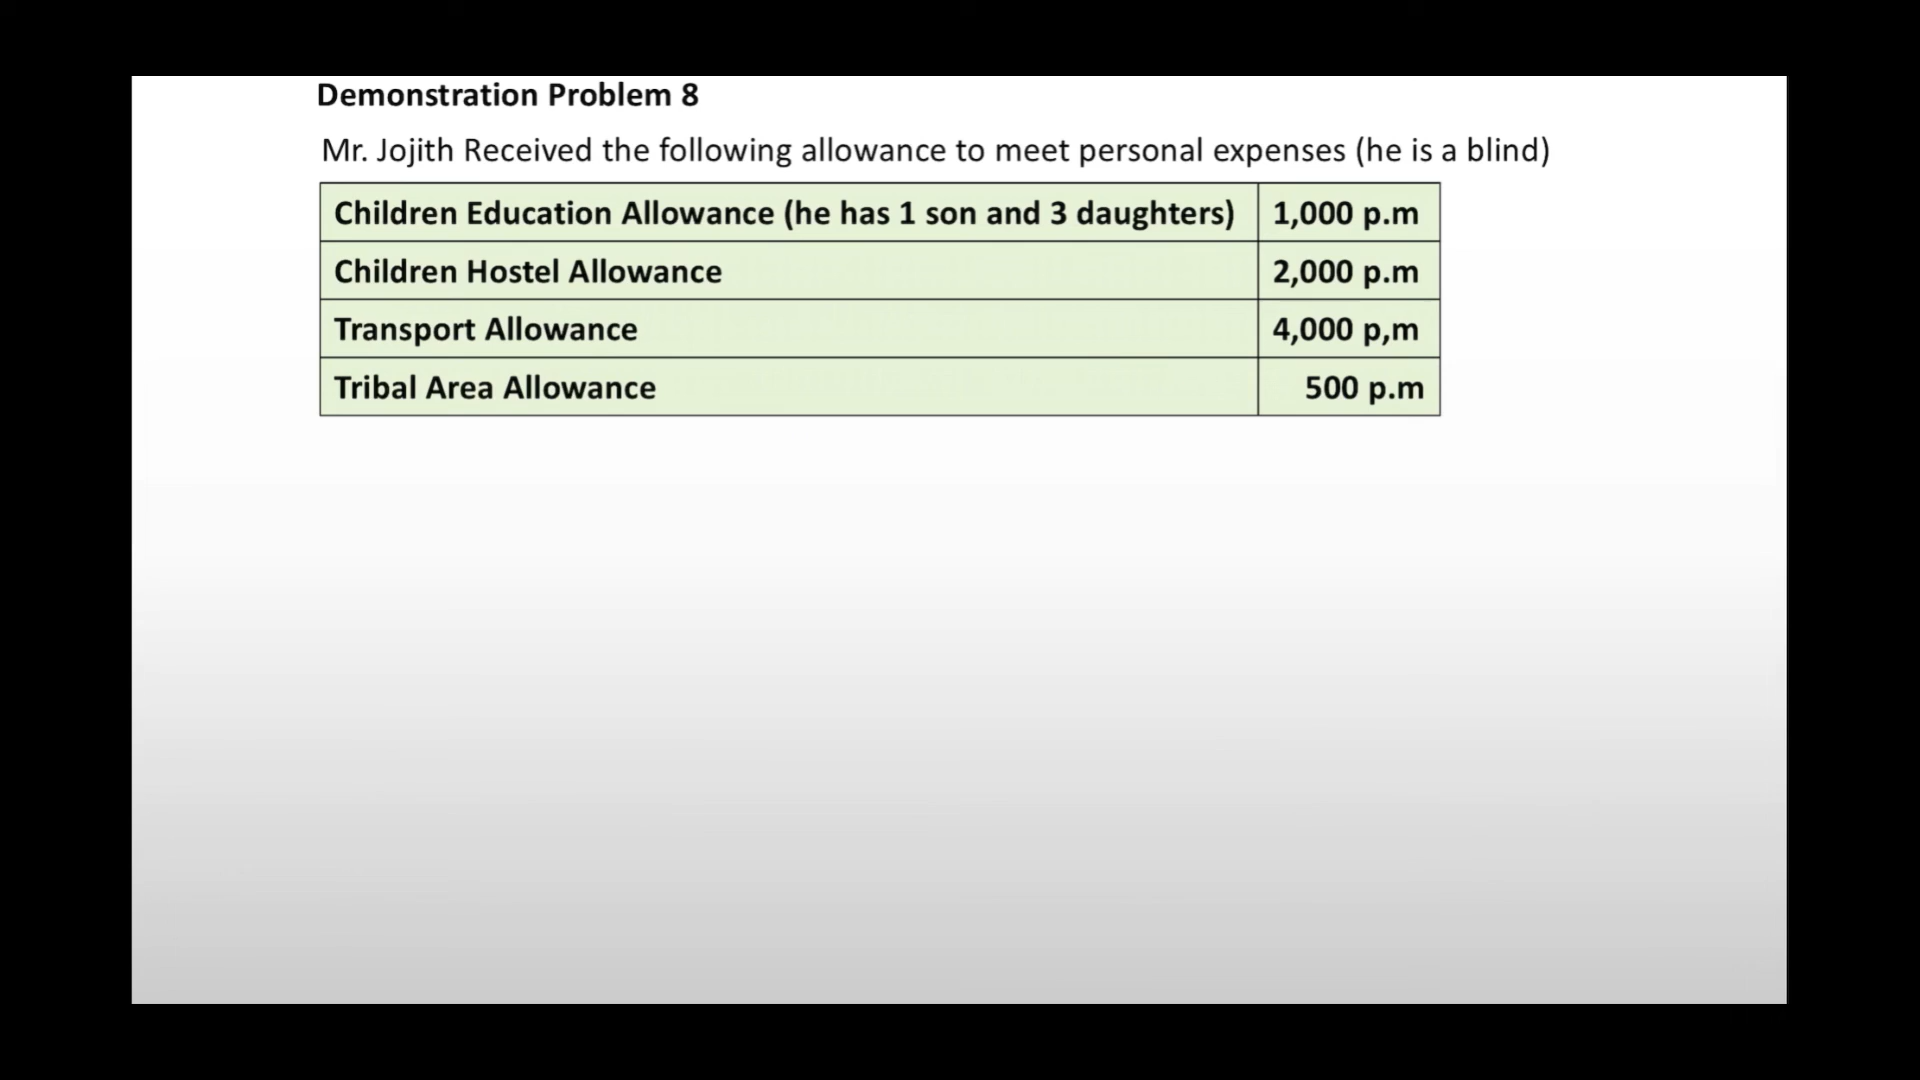 Demonstration Problem 8
Mr. Jojith Received the following allowance to meet personal expenses (he is a blind)
Children Education Allowance (he has 1 son and 3 daughters) 1,000 p.m
Children Hostel Allowance 2,000 p.m
Transport Allowance 4,000 p,m
Tribal Area Allowance 500 p.m